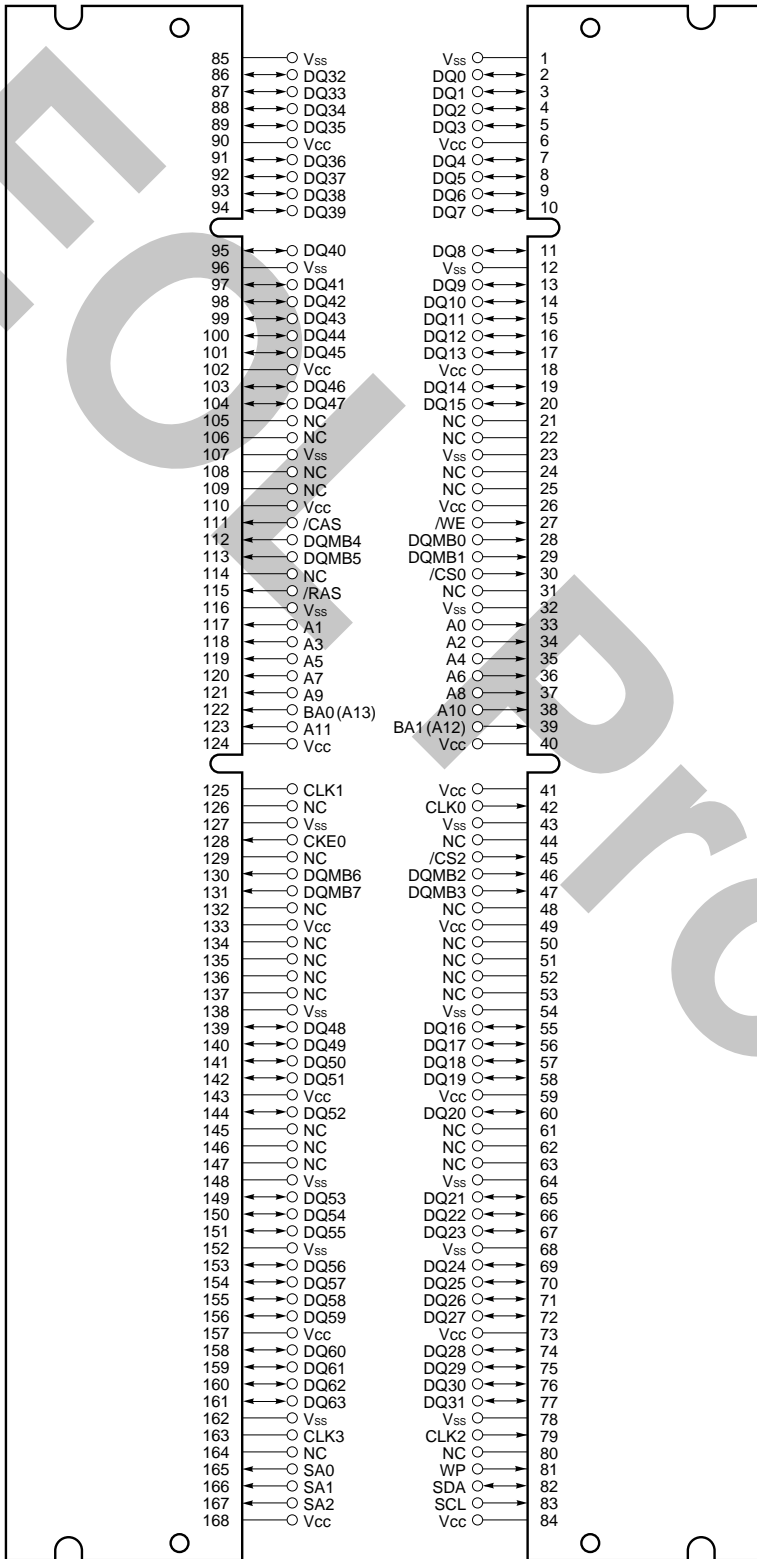 85 Vss Vss 1
86 DQ32 DQ0 2
87 DQ33 DQ1 3
88 DQ34 DQ2 4
89 DQ35 DQ3 5
90 Vcc Vcc 6
91 DQ36 DQ4 7
92 DQ37 DQ5 8
93 DQ38 DQ6 9
94 DQ39 DQ7 10
95 DQ40 DQ8 11
96 Vss Vss 12
97 DQ41 DQ9 13
98 DQ42 DQ10 14
99 DQ43 DQ11 15
100 DQ44 DQ12 16
101 DQ45 DQ13 17
102 Vcc Vcc 18
103 DQ46 DQ14 19
104 DQ47 DQ15 20
105 NC NC 21
106 NC NC 22
107 Vss Vss 23
108 NC NC 24
109 NC NC 25
110 Vcc Vcc 26
111 /CAS /WE 27
112 DQMB4 DQMB0 28
113 DQMB5 DQMB1 29
114 NC /CS0 30
115 /RAS NC 31
116 Vss Vss 32
117 A1 A0 33
118 A3 A2 34
119 A5 A4 35
120 A7 A6 36
121 A9 A8 37
122 BA0 (A13) A10 38
123 A11 BA1 (A12) 39
124 Vcc Vcc 40
125 CLK1 Vcc 41
126 NC CLK0 42
127 Vss Vss 43
128 CKE0 NC 44
129 NC /CS2 45
130 DQMB6 DQMB2 46
131 DQMB7 DQMB3 47
132 NC NC 48
133 Vcc Vcc 49
134 NC NC 50
135 NC NC 51
136 NC NC 52
137 NC NC 53
138 Vss Vss 54
139 DQ48 DQ16 55
140 DQ49 DQ17 56
141 DQ50 DQ18 57
142 DQ51 DQ19 58
143 Vcc Vcc 59
144 DQ52 DQ20 60
145 NC NC 61
146 NC NC 62
147 NC NC 63
148 Vss Vss 64
149 DQ53 DQ21 65
150 DQ54 DQ22 66
151 DQ55 DQ23 67
152 Vss Vss 68
153 DQ56 DQ24 69
154 DQ57 DQ25 70
155 DQ58 DQ26 71
156 DQ59 DQ27 72
157 Vcc Vcc 73
158 DQ60 DQ28 74
159 DQ61 DQ29 75
160 DQ62 DQ30 76
161 DQ63 DQ31 77
162 Vss Vss 78
163 CLK3 CLK2 79
164 NC NC 80
165 SA0 WP 81
166 SA1 SDA 82
167 SA2 SCL 83
168 Vcc Vcc 84
EOL Pro